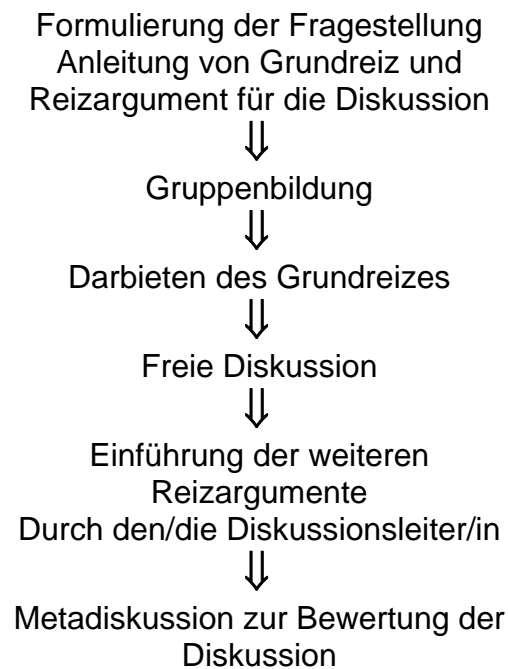 Formulierung der Fragestellung
Anleitung von Grundreiz und
Reizargument für die Diskussion
⇓
Gruppenbildung
⇓
Darbieten des Grundreizes
⇓
Freie Diskussion
⇓
Einführung der weiteren
Reizargumente
Durch den/die Diskussionsleiter/in
⇓
Metadiskussion zur Bewertung der
Diskussion